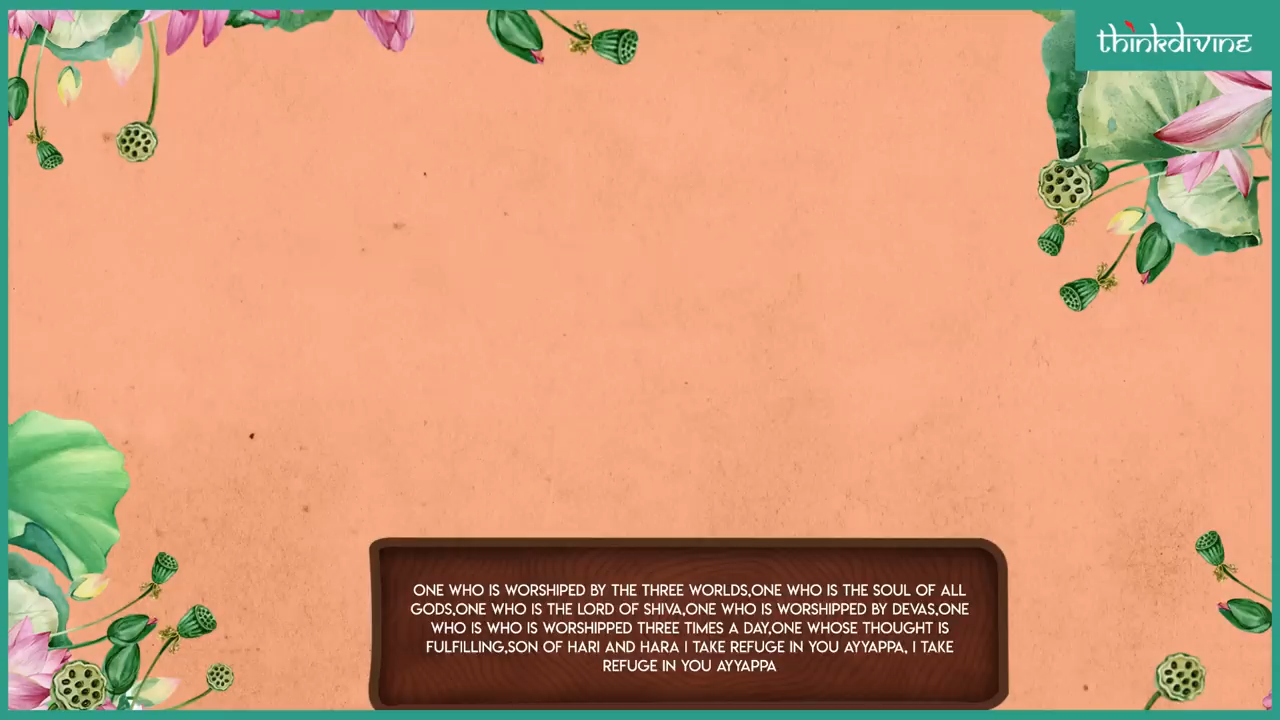 thinkdivine
ONE WHO IS WORSHIPED BY THE THREE WORLDS,ONE WHO IS THE SOUL OF ALL
GODS,ONE WHO IS THE LORD OF SHIVA,ONE WHO IS WORSHIPPED BY DEVAS,ONE
WHO IS WHO IS WORSHIPPED THREE TIMES A DAY,ONE WHOSE THOUGHT IS
FULFILLING,SON OF HARI AND HARA I TAKE REFUGE IN YOU AYYAPPA, I TAKE
REFUGE IN YOU AYYAPPA